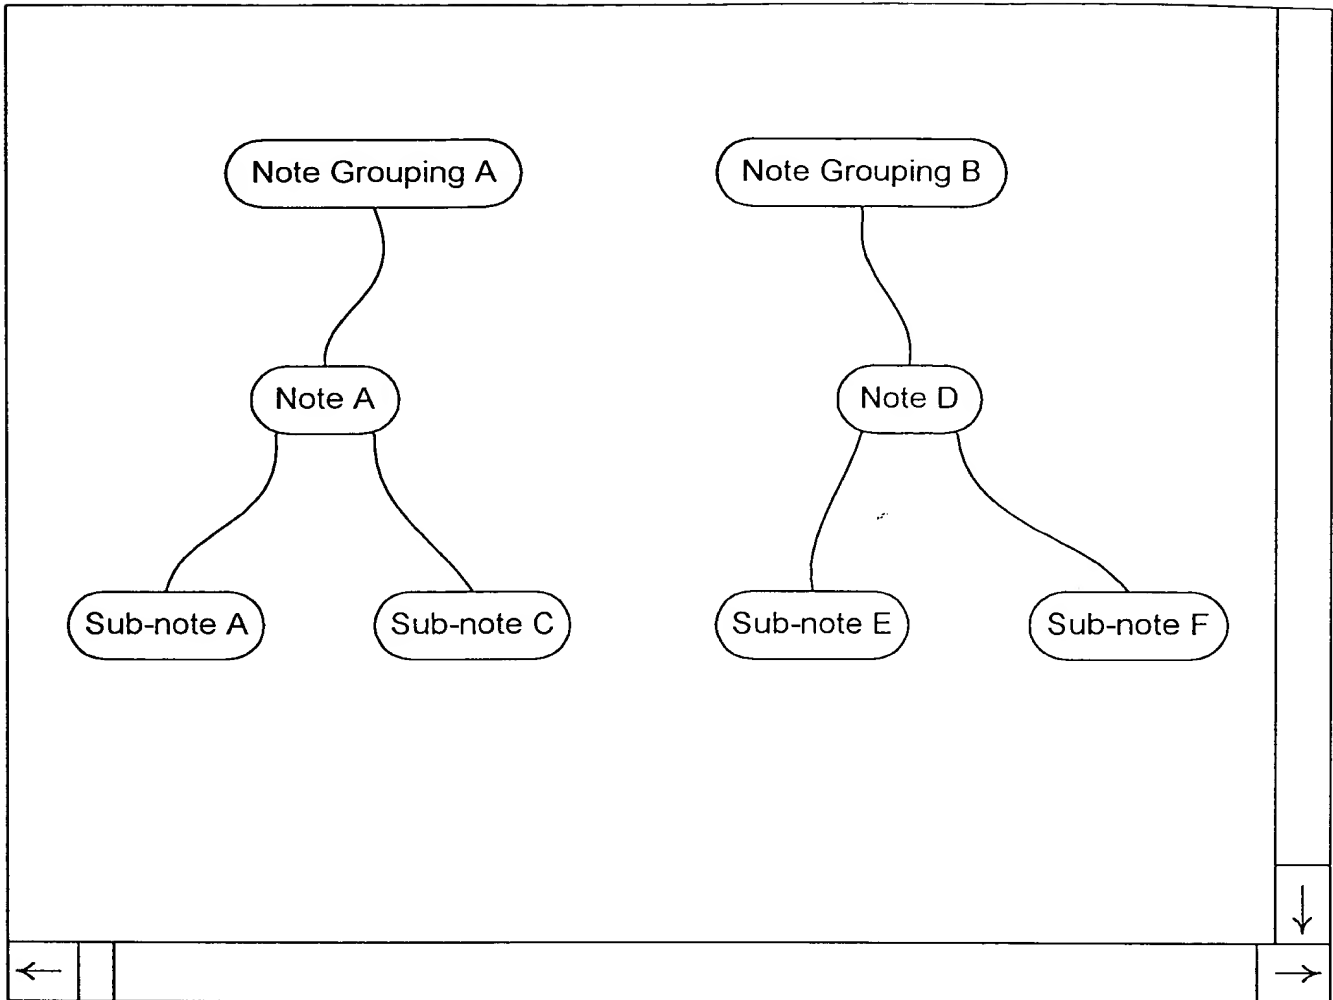 Note Grouping A
Note Grouping B
Note A
Note D
Sub-note A
Sub-note C
Sub-note E
Sub-note F